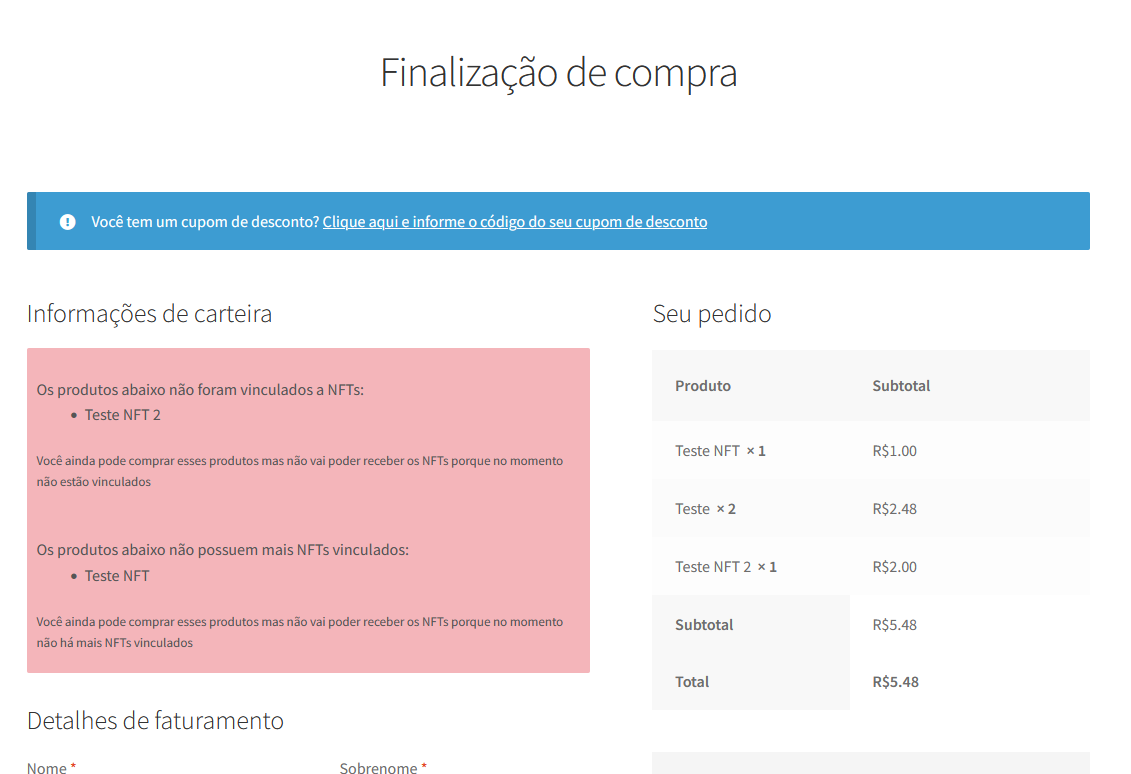 Finalização de compra
Você tem um cupom de desconto? Clique aqui e informe o código do seu cupom de desconto
Informações de carteira
Os produtos abaixo não foram vinculados a NFTs:
• Teste NFT 2
Você ainda pode comprar esses produtos mas não vai poder receber os NFTs porque no momento
não estão vinculados
Os produtos abaixo não possuem mais NFTs vinculados:
• Teste NFT
Você ainda pode comprar esses produtos mas não vai poder receber os NFTs porque no momento
não há mais NFTs vinculados
Detalhes de faturamento
Nome *
Sobrenome *
Seu pedido
Produto Subtotal
Teste NFT × 1 R$1.00
Teste × 2 R$2.48
Teste NFT 2 × 1 R$2.00
Subtotal R$5.48
Total R$5.48